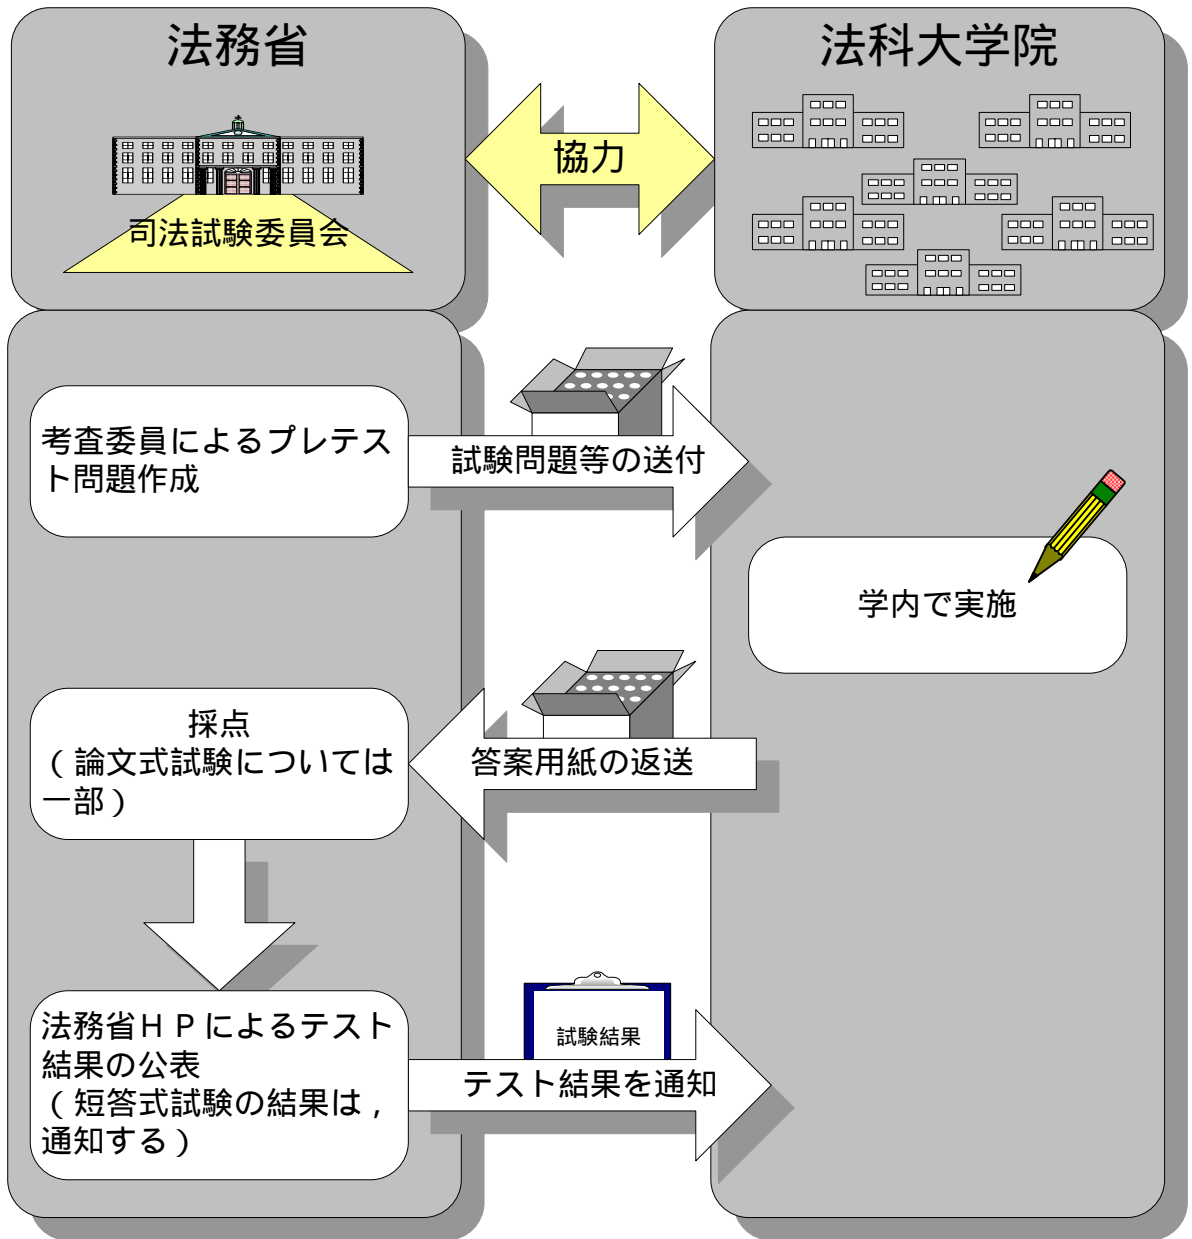 法務省
法科大学院
協力
司法試験委員会
考査委員によるプレテス
ト問題作成
試験問題等の送付
学内で実施
採点
（論文式試験については
一部）
答案用紙の返送
法務省ＨＰによるテスト
結果の公表
（短答式試験の結果は，
通知する）
試験結果
テスト結果を通知